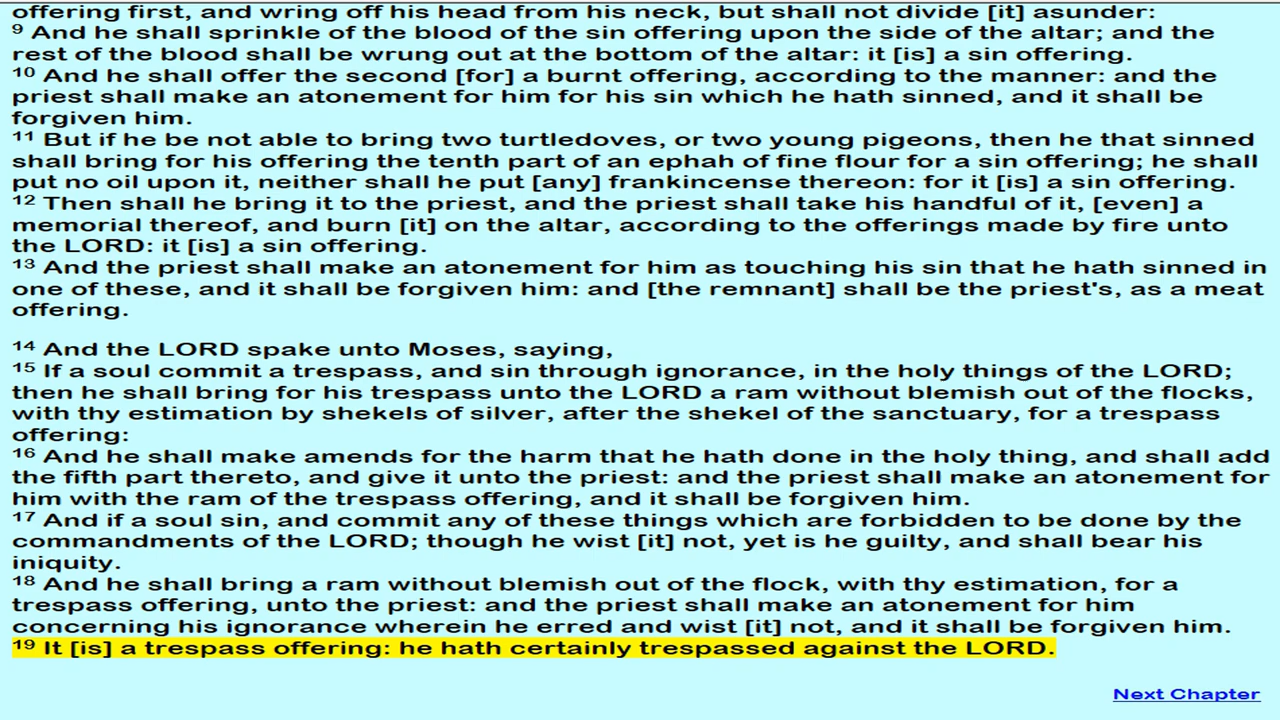 offering first, and wring off his head from his neck, but shall not divide [it] asunder:
9 And he shall sprinkle of the blood of the sin offering upon the side of the altar; and the
rest of the blood shall be wrung out at the bottom of the altar: it [is] a sin offering.
10 And he shall offer the second [for] a burnt offering, according to the manner: and the
priest shall make an atonement for him for his sin which he hath sinned, and it shall be
forgiven him.
11 But if he be not able to bring two turtledoves, or two young pigeons, then he that sinned
shall bring for his offering the tenth part of an ephah of fine flour for a sin offering; he shall
put no oil upon it, neither shall he put [any] frankincense thereon: for it [is] a sin offering.
12 Then shall he bring it to the priest, and the priest shall take his handful of it, [even] a
memorial thereof, and burn [it] on the altar, according to the offerings made by fire unto
the LORD: it [is] a sin offering.
13 And the priest shall make an atonement for him as touching his sin that he hath sinned in
one of these, and it shall be forgiven him: and [the remnant] shall be the priest's, as a meat
offering.
14 And the LORD spake unto Moses, saying,
15 If a soul commit a trespass, and sin through ignorance, in the holy things of the LORD;
then he shall bring for his trespass unto the LORD a ram without blemish out of the flocks,
with thy estimation by shekels of silver, after the shekel of the sanctuary, for a trespass
offering:
16 And he shall make amends for the harm that he hath done in the holy thing, and shall add
the fifth part thereto, and give it unto the priest: and the priest shall make an atonement for
him with the ram of the trespass offering, and it shall be forgiven him.
17 And if a soul sin, and commit any of these things which are forbidden to be done by the
commandments of the LORD; though he wist [it] not, yet is he guilty, and shall bear his
iniquity.
18 And he shall bring a ram without blemish out of the flock, with thy estimation, for a
trespass offering, unto the priest: and the priest shall make an atonement for him
concerning his ignorance wherein he erred and wist [it] not, and it shall be forgiven him.
19 It [is] a trespass offering: he hath certainly trespassed against the LORD.
Next Chapter